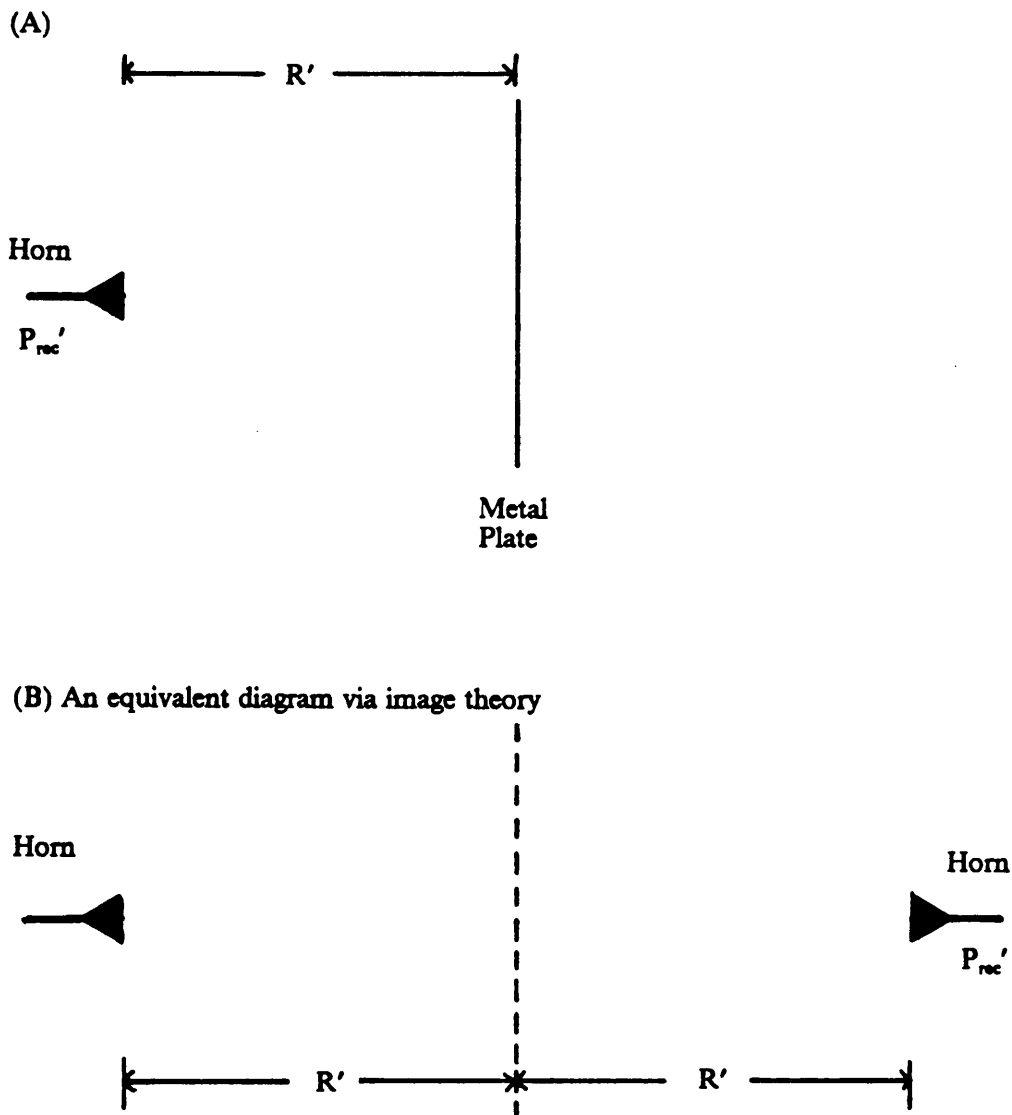 (A)
R′
Horn
P_rec′
Metal
Plate
(B) An equivalent diagram via image theory
Horn
Horn
P_rec′
R′
R′